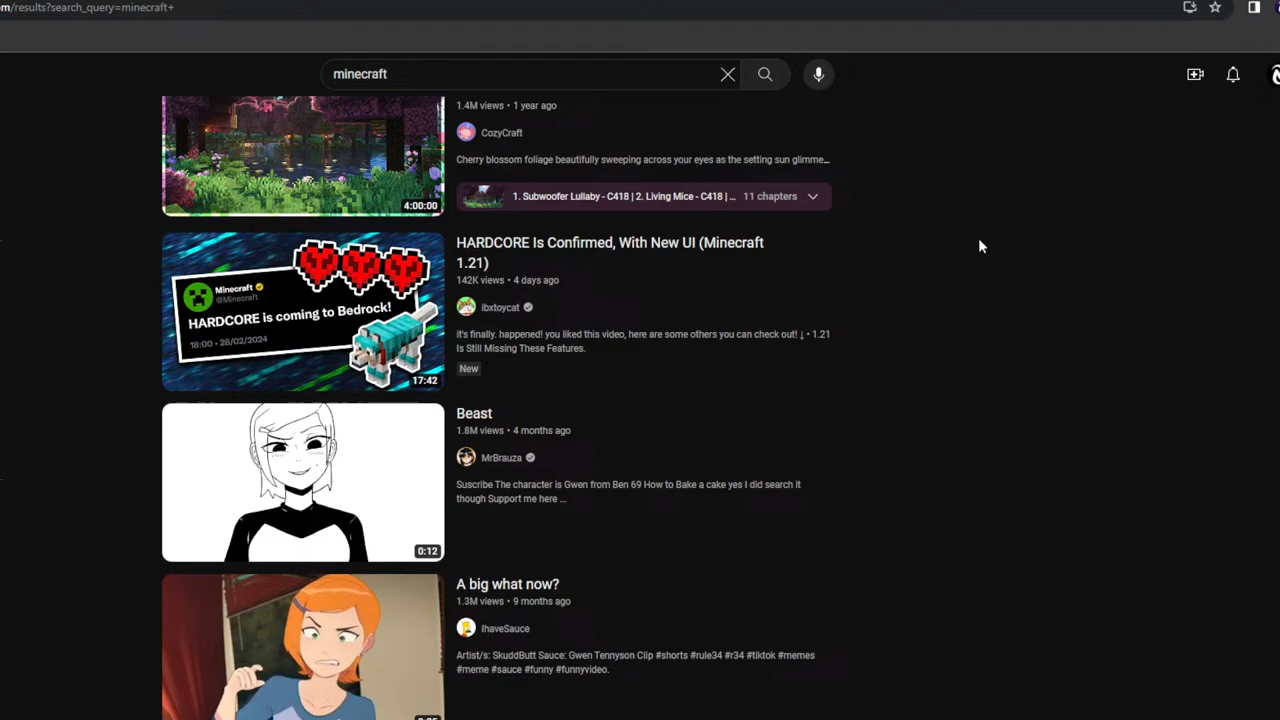 om/results?search_query=minecraft+
minecraft
1.4M views • 1 year ago
CozyCraft
Cherry blossom foliage beautifully sweeping across your eyes as the setting sun glimme...
4:00:00
1. Subwoofer Lullaby - C418 | 2. Living Mice - C418 | ... 11 chapters
HARDCORE Is Confirmed, With New UI (Minecraft
1.21)
142K views • 4 days ago
ibxtoycat
it's finally. happened! you liked this video, here are some others you can check out! ↓ • 1.21
Is Still Missing These Features.
New
Minecraft
@Minecraft
HARDCORE is coming to Bedrock!
18:00 - 28/02/2024
17:42
Beast
1.8M views • 4 months ago
MrBrauza
Suscribe The character is Gwen from Ben 69 How to Bake a cake yes I did search it
though Support me here ...
0:12
A big what now?
1.3M views • 9 months ago
IhaveSauce
Artist/s: SkuddButt Sauce: Gwen Tennyson Clip #shorts #rule34 #r34 #tiktok #memes
#meme #sauce #funny #funnyvideo.